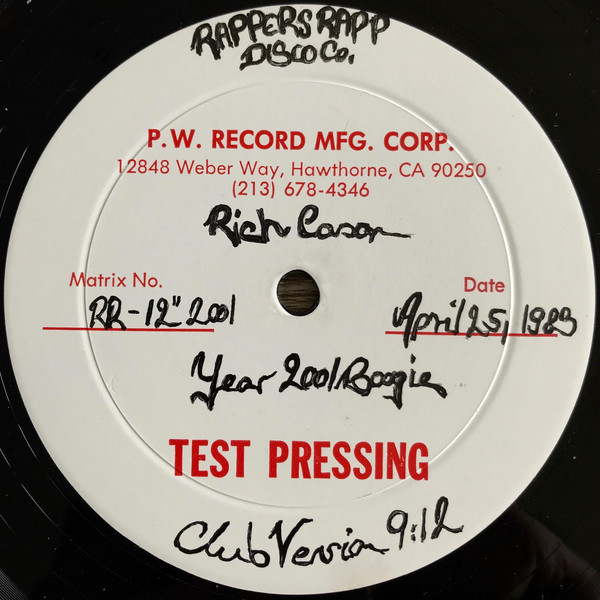 RAPPERS RAPP
DISCO CO.
P.W. RECORD MFG. CORP.
12848 Weber Way, Hawthorne, CA 90250
(213) 678-4346
Rich Cason
Matrix No.
RR-12" 2001
Date
April 25, 1983
Year 2001 Boogie
TEST PRESSING
Club Version 9:12